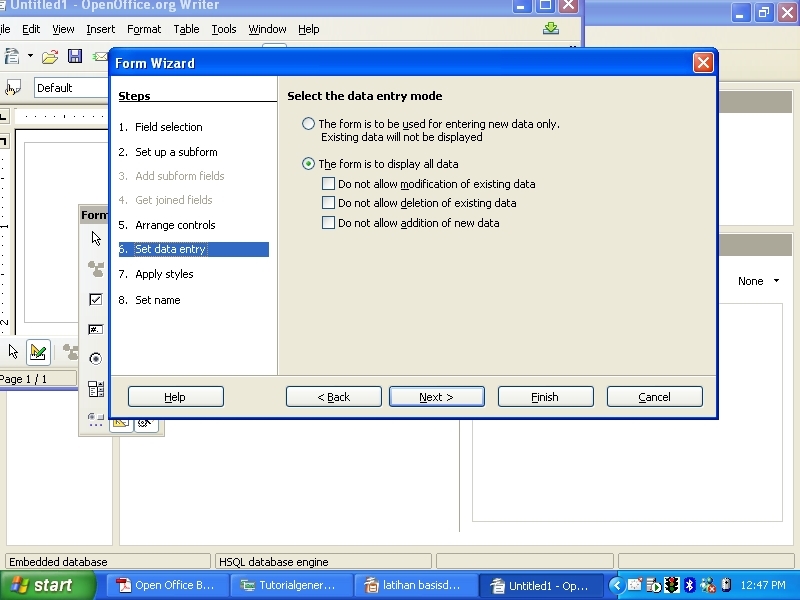 Untitled1 - OpenOffice.org Writer
ile Edit View Insert Format Table Tools Window Help
Default
Form Wizard
Steps
1. Field selection
2. Set up a subform
3. Add subform fields
4. Get joined fields
5. Arrange controls
6. Set data entry
7. Apply styles
8. Set name
Select the data entry mode
The form is to be used for entering new data only.
Existing data will not be displayed
The form is to display all data
Do not allow modification of existing data
Do not allow deletion of existing data
Do not allow addition of new data
Form
None
1
2
Page 1 / 1
Help
< Back
Next >
Finish
Cancel
Embedded database
HSQL database engine
start
Open Office B...
Tutorialgener...
latihan basisd...
Untitled1 - Op...
12:47 PM